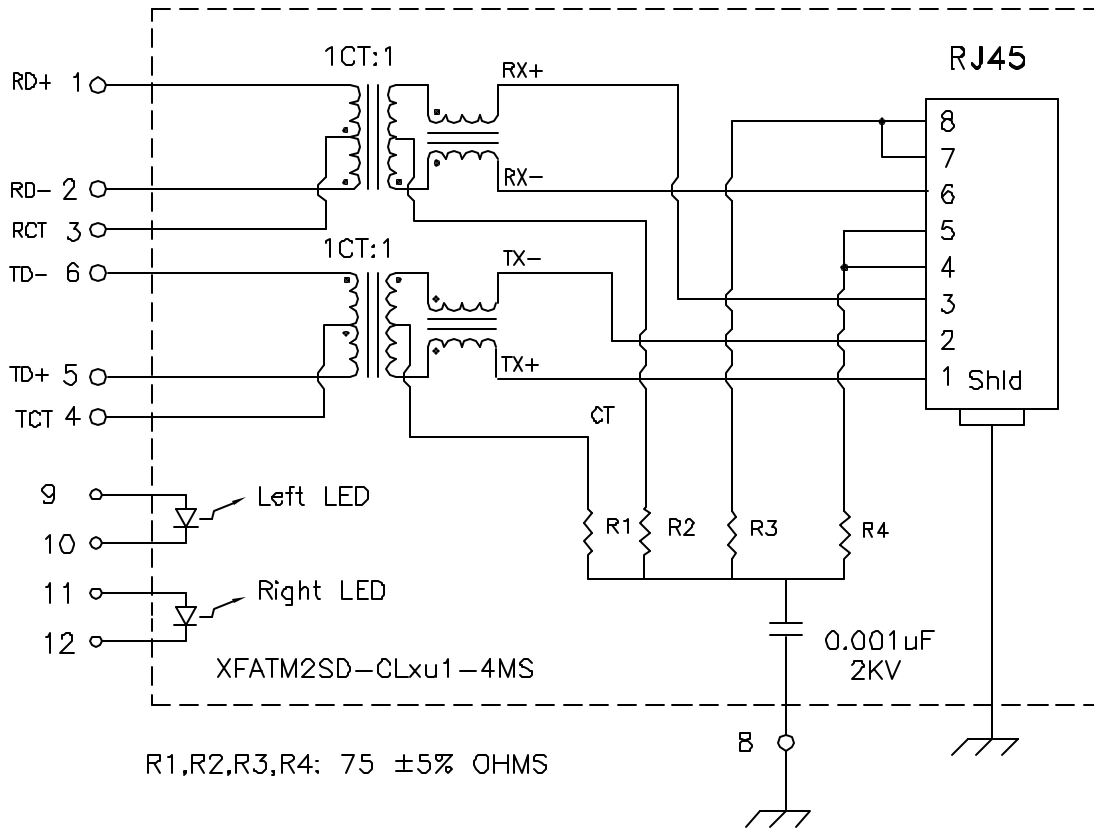 1CT:1
RJ45
RD+ 1
RX+
8
7
RD- 2
RX-
6
RCT 3
5
1CT:1
TD- 6
TX-
4
3
2
TD+ 5
TX+
1 Shld
TCT 4
CT
9
Left LED
10
R1
R2
R3
R4
11
Right LED
12
0.001uF
2KV
XFATM2SD-CLxu1-4MS
8
R1,R2,R3,R4: 75 ±5% OHMS